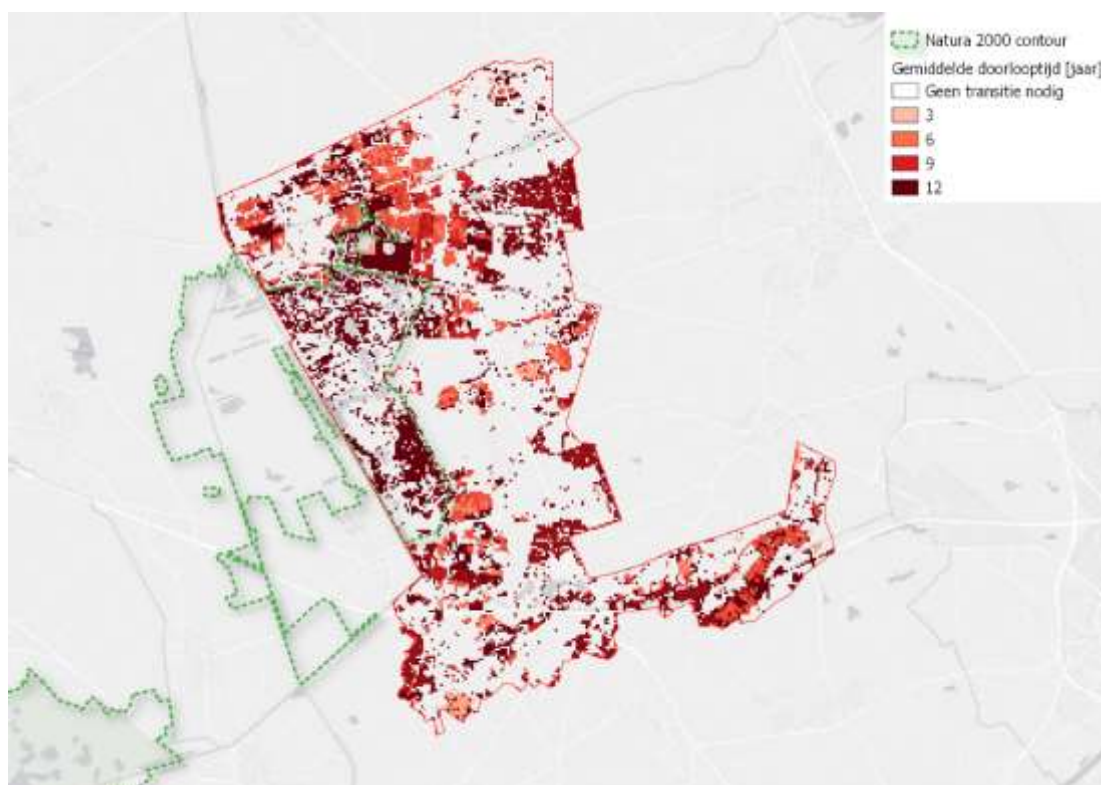 Natura 2000 contour
Gemiddelde doorlooptijd [jaar]
Geen transitie nodig
3
6
9
12